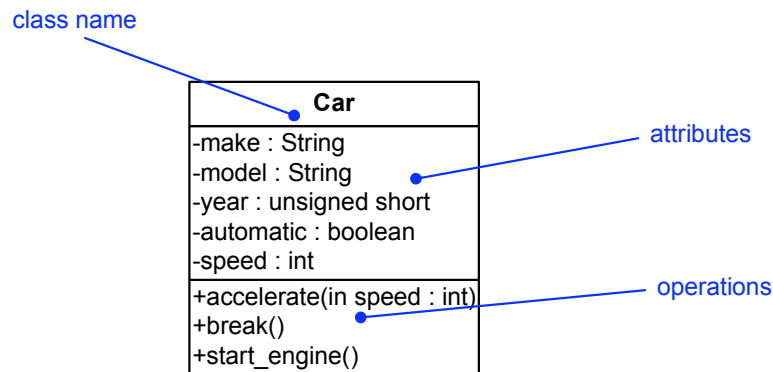 class name
Car
-make : String
-model : String
-year : unsigned short
-automatic : boolean
-speed : int
attributes
+accelerate(in speed : int)
+break()
+start_engine()
operations